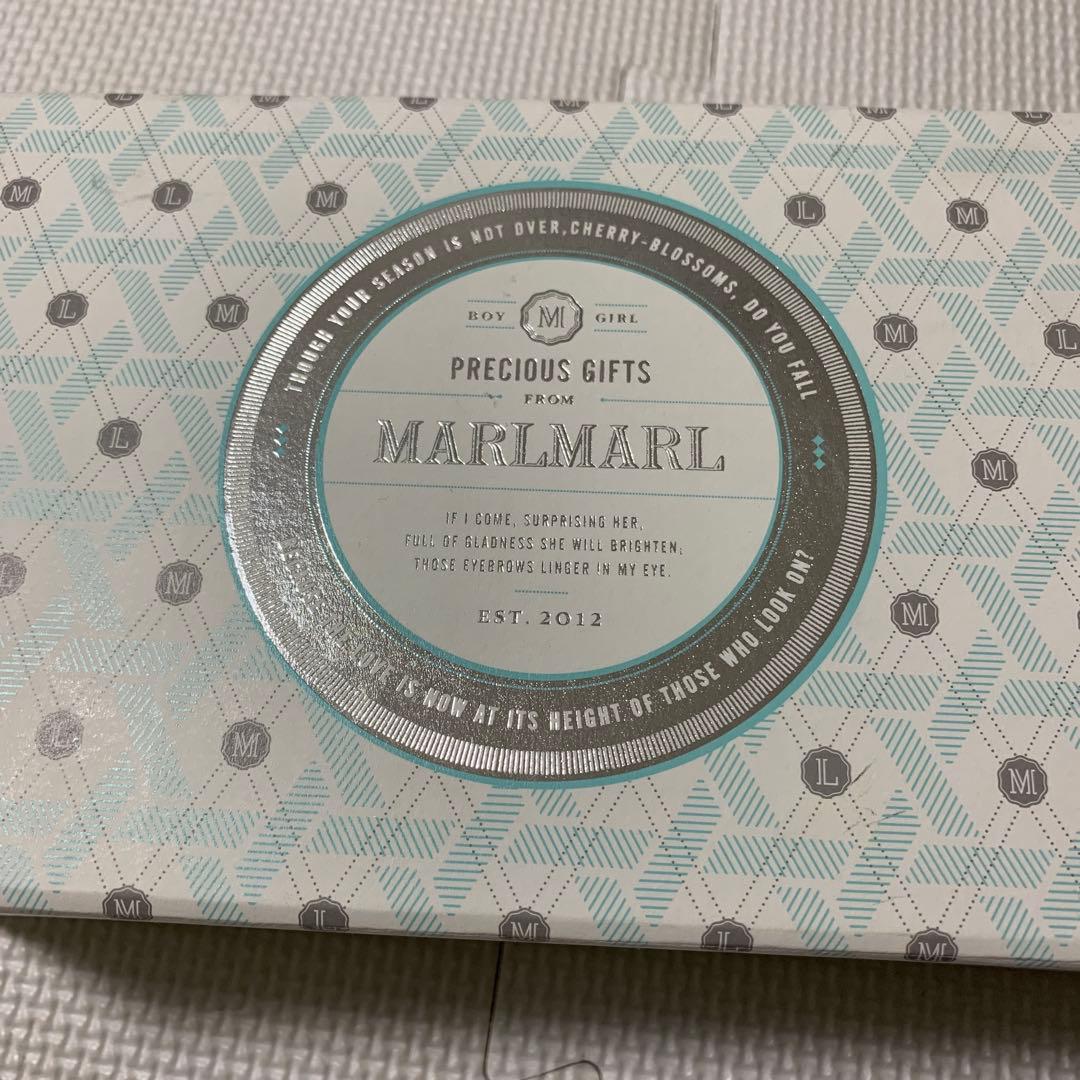 THOUGH YOUR SEASON IS NOT OVER, CHERRY-BLOSSOMS, DO YOU FALL
BOY M GIRL
PRECIOUS GIFTS
FROM
MARLMARL
IF I COME, SURPRISING HER,
FULL OF GLADNESS SHE WILL BRIGHTEN,
THOSE EYEBROWS LINGER IN MY EYE.
EST. 2012
LOVE IS NOW AT ITS HEIGHT OF THOSE WHO LOOK ON?
L M L M L M L
M L M L M
L M M L
L M
M M
L M L M
M L M L M